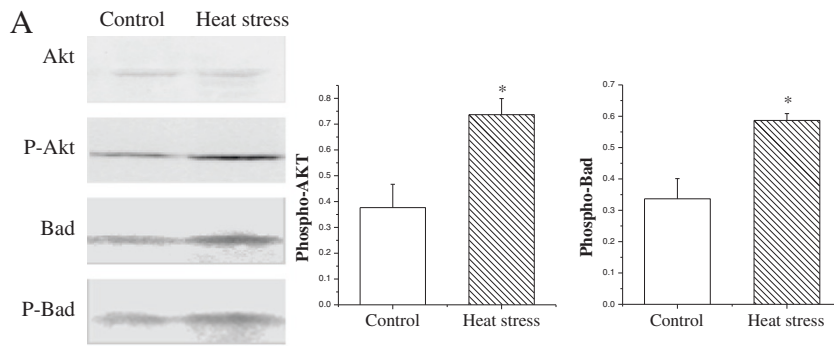 A
Control Heat stress
Akt
P-Akt
Bad
P-Bad
Phospho-AKT
0.8
0.7
0.6
0.5
0.4
0.3
0.2
0.1
0.0
*
Control Heat stress
Phospho-Bad
0.7
0.6
0.5
0.4
0.3
0.2
0.1
0.0
*
Control Heat stress